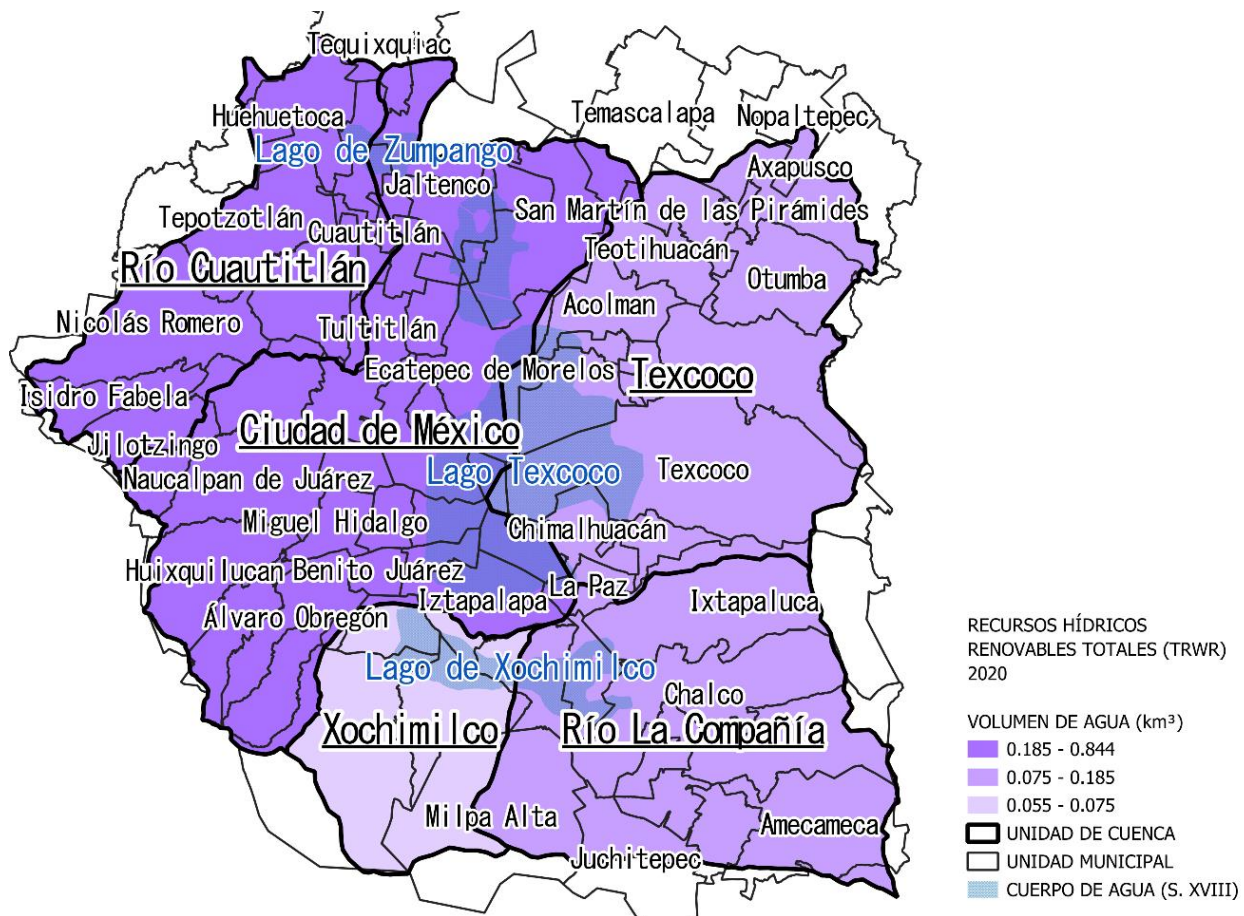 Tequixquiac
Temascalapa
Nopaltepec
Huehuetoca
Lago de Zumpango
Axapusco
Jaltenco
San Martín de las Pirámides
Tepotzotlán
Cuautitlán
Teotihuacán
Río Cuautitlán
Otumba
Acolman
Nicolás Romero
Tultitlán
Ecatepec de Morelos
Texcoco
Isidro Fabela
Ciudad de México
Jilotzingo
Lago Texcoco
Texcoco
Naucalpan de Juárez
Miguel Hidalgo
Chimalhuacán
Huixquilucan
Benito Juárez
La Paz
Iztapalapa
Ixtapaluca
Álvaro Obregón
Lago de Xochimilco
Chalco
Xochimilco
Río La Compañía
Milpa Alta
Amecameca
Juchitepec
RECURSOS HÍDRICOS
RENOVABLES TOTALES (TRWR)
2020
VOLUMEN DE AGUA (km³)
0.185 - 0.844
0.075 - 0.185
0.055 - 0.075
UNIDAD DE CUENCA
UNIDAD MUNICIPAL
CUERPO DE AGUA (S. XVIII)